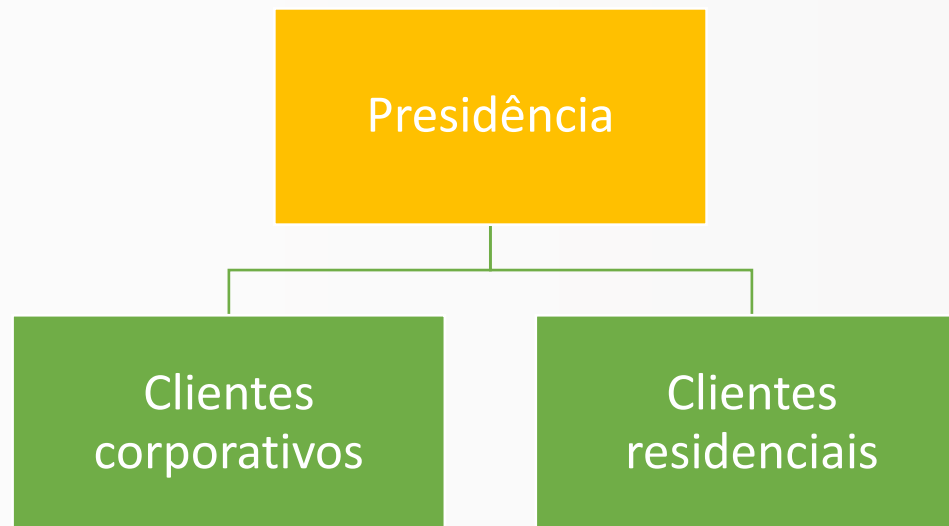 Presidência
Clientes
corporativos
Clientes
residenciais